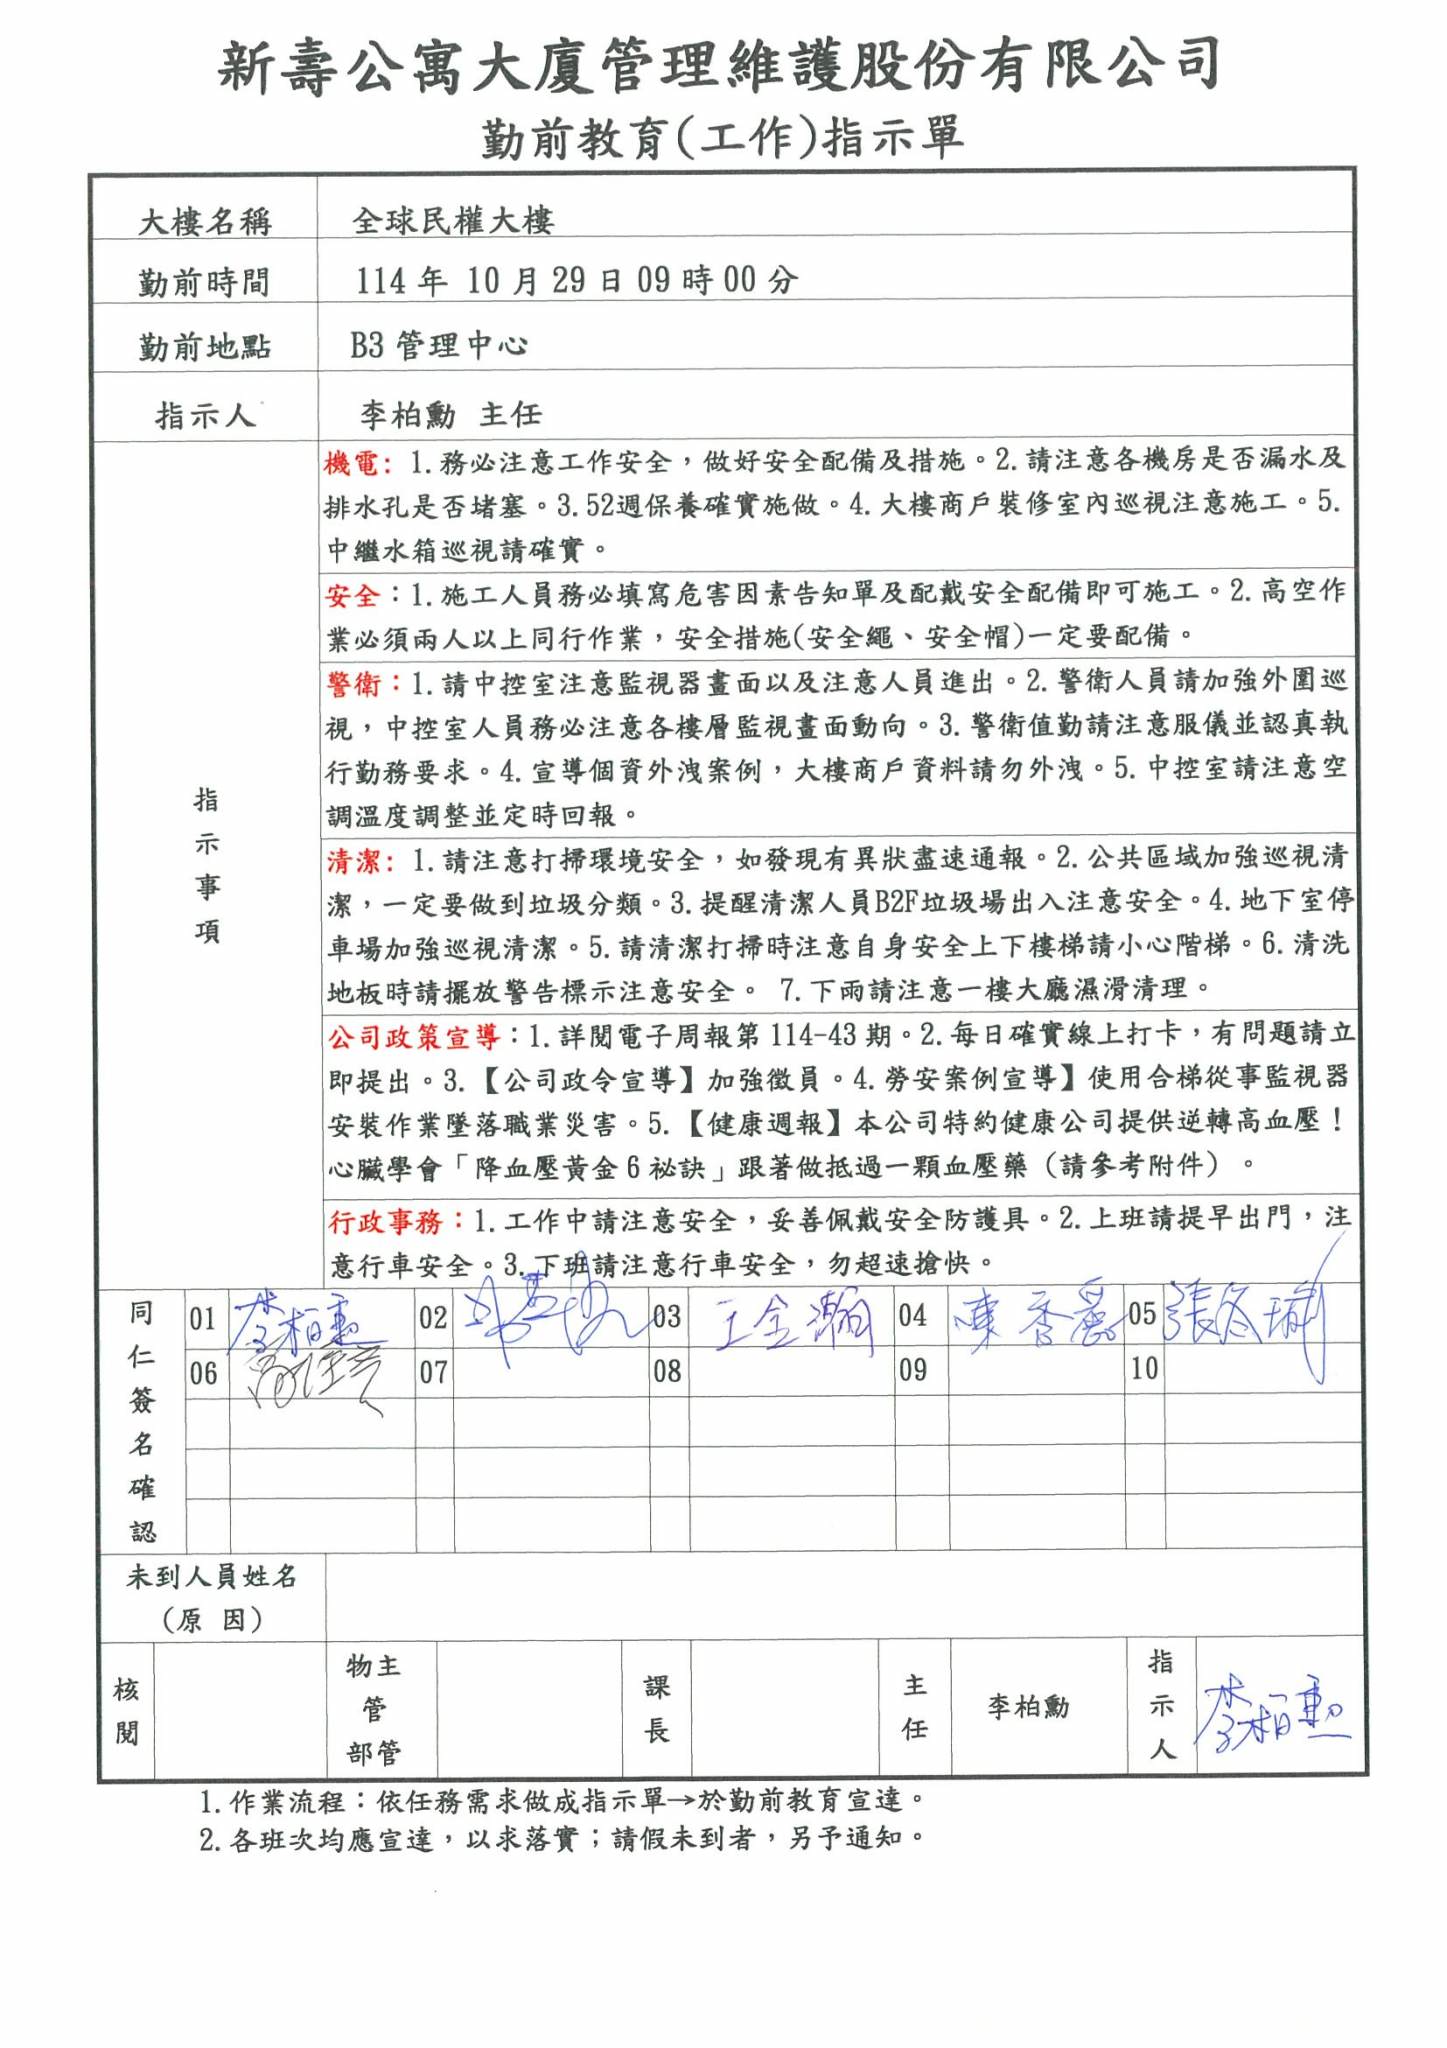 新壽公寓大廈管理維護股份有限公司
勤前教育(工作)指示單
大樓名稱 全球民權大樓
勤前時間 114 年 10 月 29 日 09 時 00 分
勤前地點 B3 管理中心
指示人 李柏勳 主任
指示事項
機電: 1.務必注意工作安全，做好安全配備及措施。2.請注意各機房是否漏水及
排水孔是否堵塞。3.52週保養確實施做。4.大樓商戶裝修室內巡視注意施工。5.
中繼水箱巡視請確實。
安全：1.施工人員務必填寫危害因素告知單及配戴安全配備即可施工。2.高空作
業必須兩人以上同行作業，安全措施(安全繩、安全帽)一定要配備。
警衛：1.請中控室注意監視器畫面以及注意人員進出。2.警衛人員請加強外圍巡
視，中控室人員務必注意各樓層監視畫面動向。3.警衛值勤請注意服儀並認真執
行勤務要求。4.宣導個資外洩案例，大樓商戶資料請勿外洩。5.中控室請注意空
調溫度調整並定時回報。
清潔: 1.請注意打掃環境安全，如發現有異狀盡速通報。2.公共區域加強巡視清
潔，一定要做到垃圾分類。3.提醒清潔人員B2F垃圾場出入注意安全。4.地下室停
車場加強巡視清潔。5.請清潔打掃時注意自身安全上下樓梯請小心階梯。6.清洗
地板時請擺放警告標示注意安全。 7.下雨請注意一樓大廳濕滑清理。
公司政策宣導：1.詳閱電子周報第 114-43 期。2.每日確實線上打卡，有問題請立
即提出。3.【公司政令宣導】加強徵員。4.勞安案例宣導】使用合梯從事監視器
安裝作業墜落職業災害。5.【健康週報】本公司特約健康公司提供逆轉高血壓！
心臟學會「降血壓黃金 6 祕訣」跟著做抵過一顆血壓藥（請參考附件）。
行政事務：1.工作中請注意安全，妥善佩戴安全防護具。2.上班請提早出門，注
意行車安全。3.下班請注意行車安全，勿超速搶快。
同仁簽名確認
01 李柏勳 02 03 王金瀚 04 陳香 05 張冬
06 07 08 09 10
未到人員姓名
（原 因）
核閱 物主管部管 課長 主任 李柏勳 指示人 李柏勳
1.作業流程：依任務需求做成指示單→於勤前教育宣達。
2.各班次均應宣達，以求落實；請假未到者，另予通知。